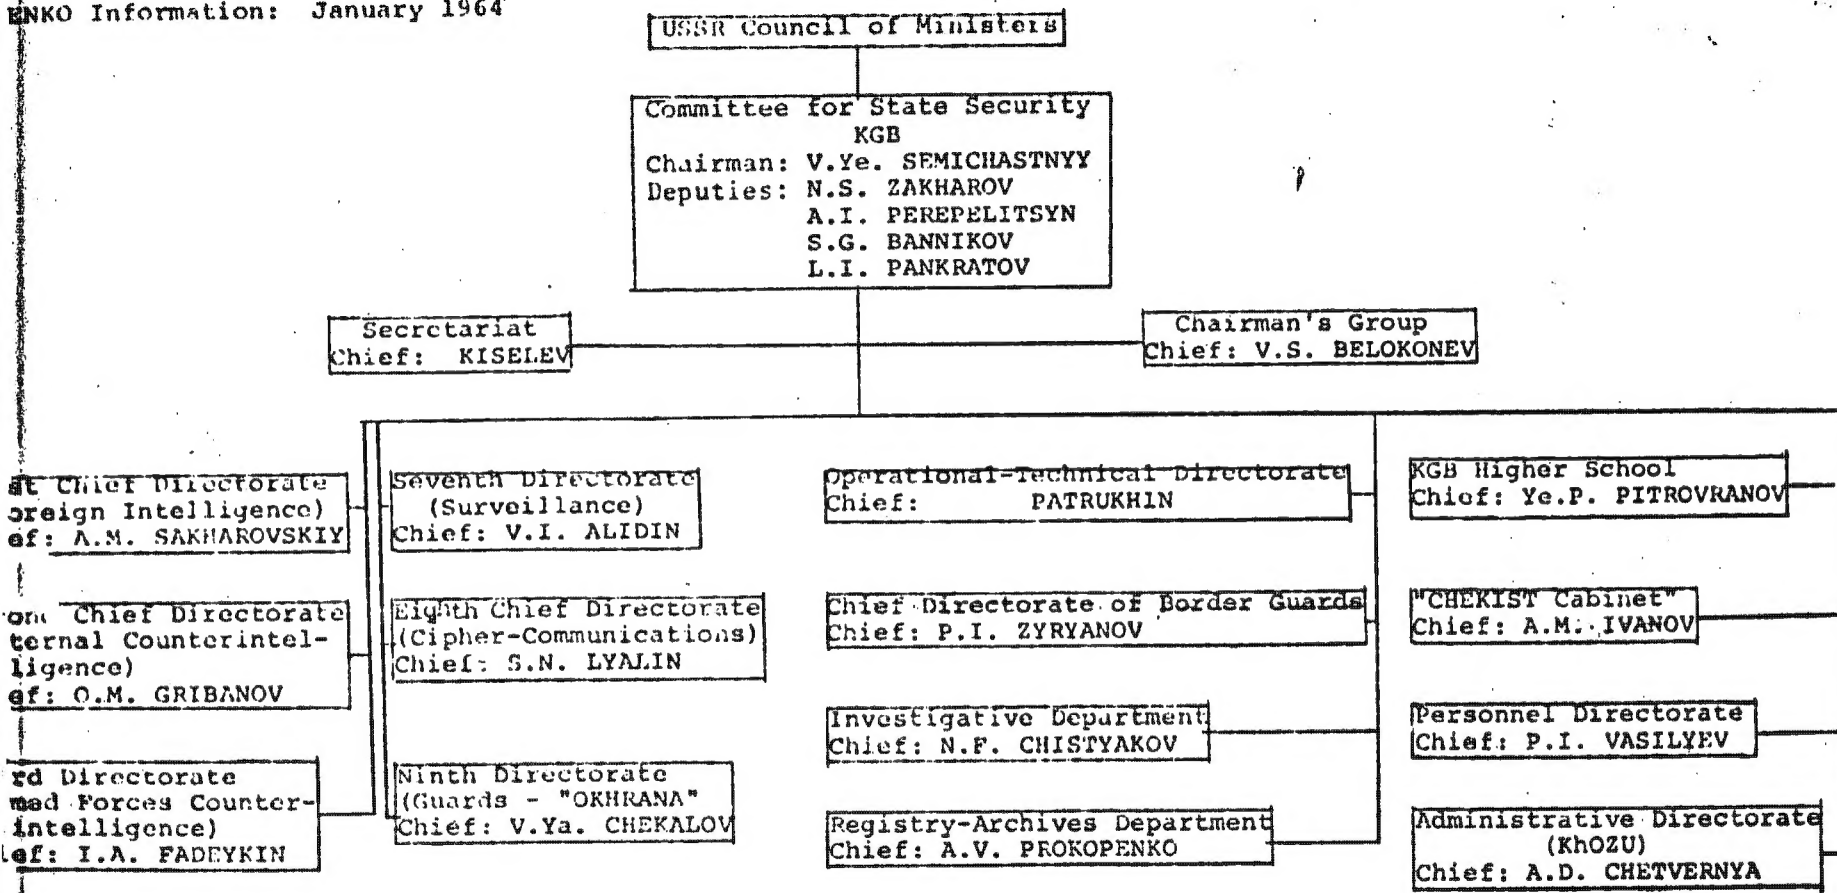 ENKO Information: January 1964
USSR Council of Ministers
Committee for State Security
KGB
Chairman: V.Ye. SEMICHASTNYY
Deputies: N.S. ZAKHAROV
A.I. PEREPELITSYN
S.G. BANNIKOV
L.I. PANKRATOV
Secretariat
Chief: KISELEV
Chairman's Group
Chief: V.S. BELOKONEV
st Chief Directorate
oreign Intelligence)
ef: A.M. SAKHAROVSKIY
Seventh Directorate
(Surveillance)
Chief: V.I. ALIDIN
Operational-Technical Directorate
Chief: PATRUKHIN
KGB Higher School
Chief: Ye.P. PITROVRANOV
ond Chief Directorate
ternal Counterintel-
ligence)
ef: O.M. GRIBANOV
Eighth Chief Directorate
(Cipher-Communications)
Chief: S.N. LYALIN
Chief Directorate of Border Guards
Chief: P.I. ZYRYANOV
"CHEKIST Cabinet"
Chief: A.M. IVANOV
Investigative Department
Chief: N.F. CHISTYAKOV
Personnel Directorate
Chief: P.I. VASILYEV
rd Directorate
med Forces Counter-
intelligence)
ief: I.A. FADEYKIN
Ninth Directorate
(Guards - "OKHRANA"
Chief: V.Ya. CHEKALOV
Registry-Archives Department
Chief: A.V. PROKOPENKO
Administrative Directorate
(KhOZU)
Chief: A.D. CHETVERNYA